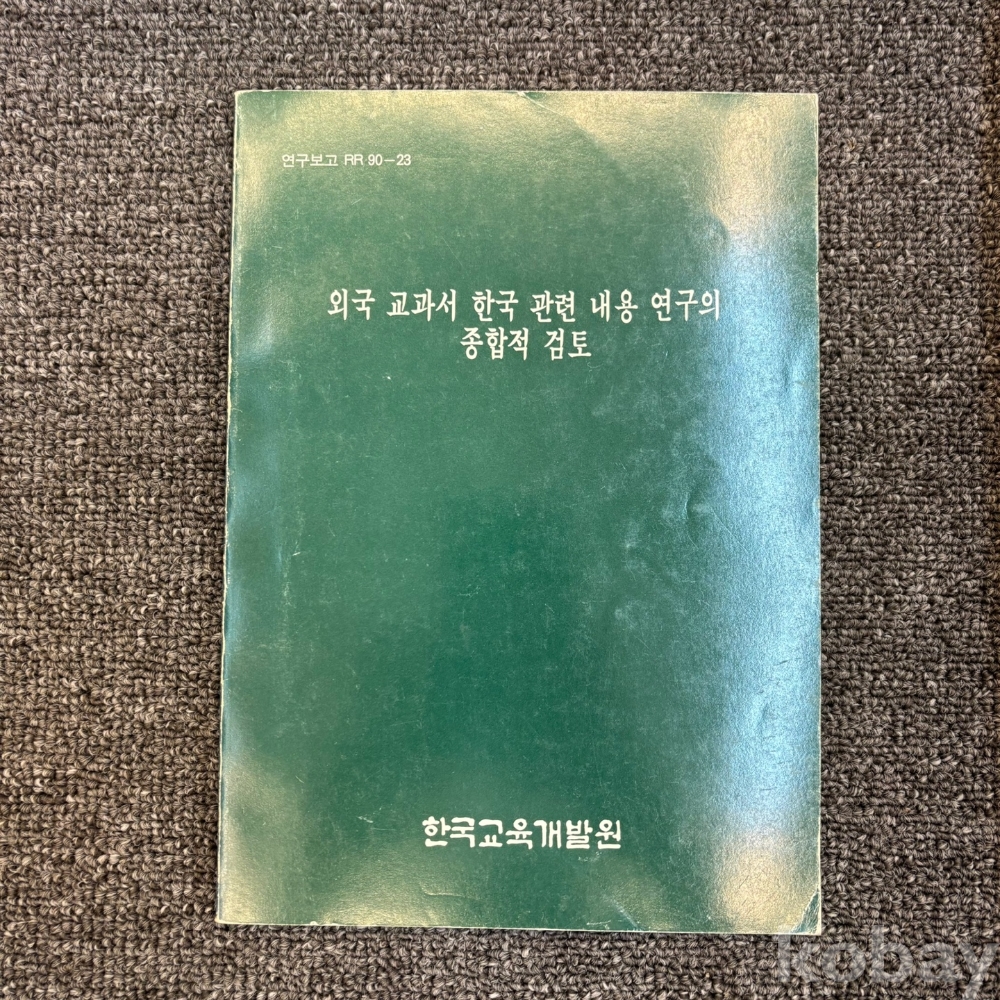 연구보고 RR 90-23
외국 교과서 한국 관련 내용 연구의
종합적 검토
한국교육개발원
kobay